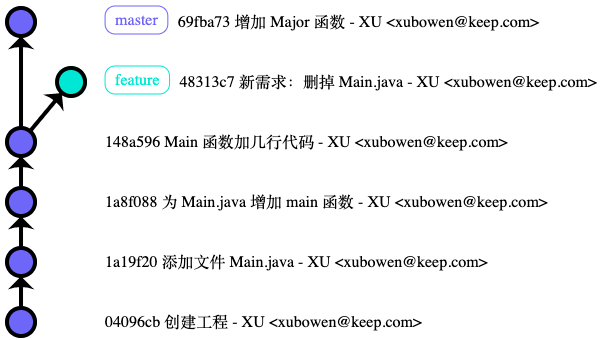 master 69fba73 增加 Major 函数 - XU <xubowen@keep.com>
feature 48313c7 新需求：删掉 Main.java - XU <xubowen@keep.com>
148a596 Main 函数加几行代码 - XU <xubowen@keep.com>
1a8f088 为 Main.java 增加 main 函数 - XU <xubowen@keep.com>
1a19f20 添加文件 Main.java - XU <xubowen@keep.com>
04096cb 创建工程 - XU <xubowen@keep.com>